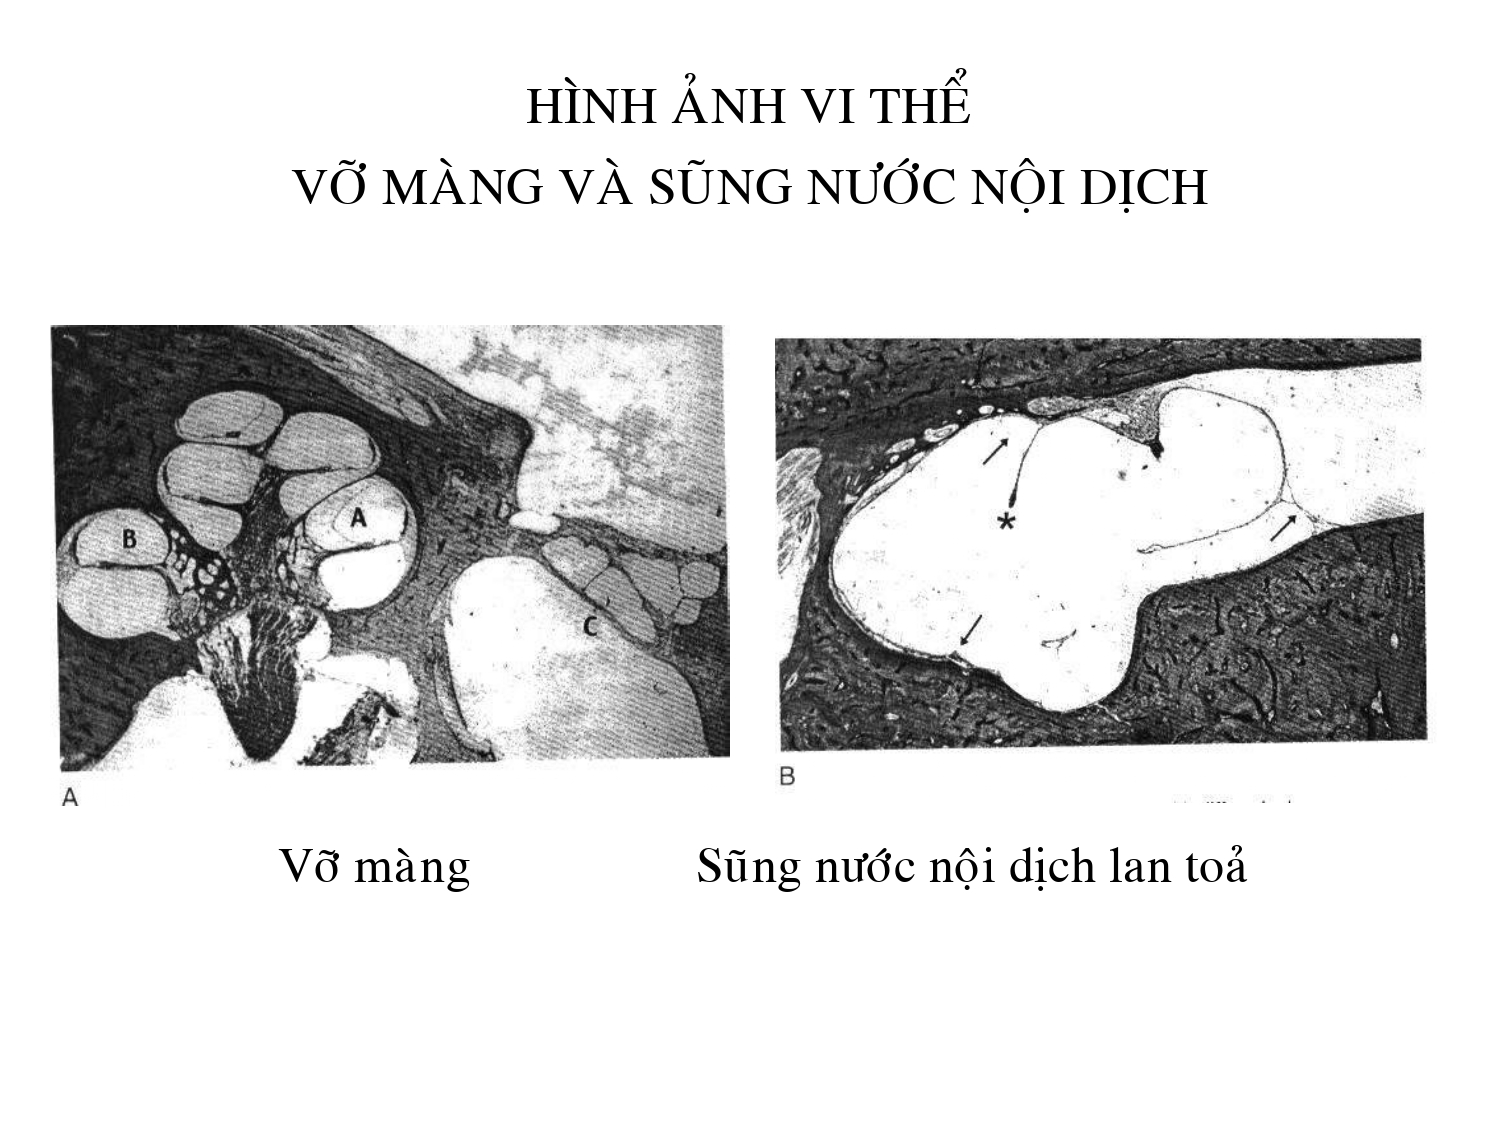 HÌNH ẢNH VI THỂ
VỠ MÀNG VÀ SŨNG NƯỚC NỘI DỊCH
B
A
C
*
A
B
Vỡ màng
Sũng nước nội dịch lan toả